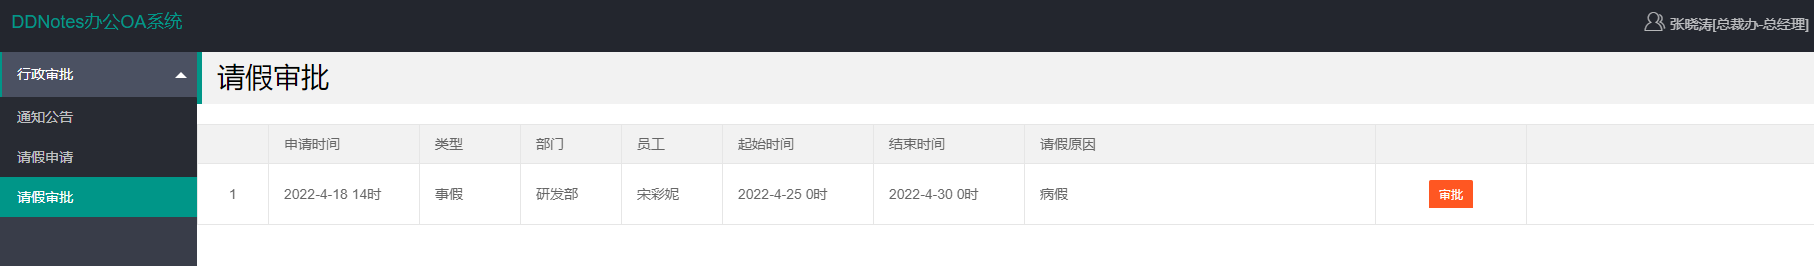 DDNotes办公OA系统
张晓涛[总裁办-总经理]
行政审批
通知公告
请假申请
请假审批
请假审批
申请时间 类型 部门 员工 起始时间 结束时间 请假原因
1 2022-4-18 14时 事假 研发部 宋彩妮 2022-4-25 0时 2022-4-30 0时 病假 审批